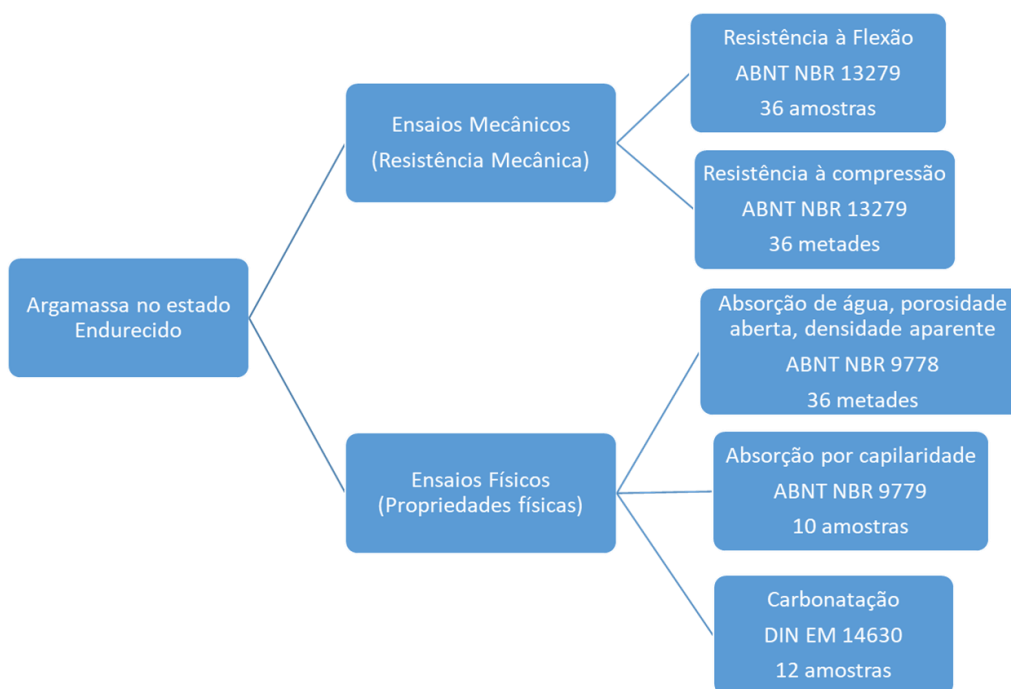 Argamassa no estado
Endurecido
Ensaios Mecânicos
(Resistência Mecânica)
Resistência à Flexão
ABNT NBR 13279
36 amostras
Resistência à compressão
ABNT NBR 13279
36 metades
Ensaios Físicos
(Propriedades físicas)
Absorção de água, porosidade
aberta, densidade aparente
ABNT NBR 9778
36 metades
Absorção por capilaridade
ABNT NBR 9779
10 amostras
Carbonatação
DIN EM 14630
12 amostras